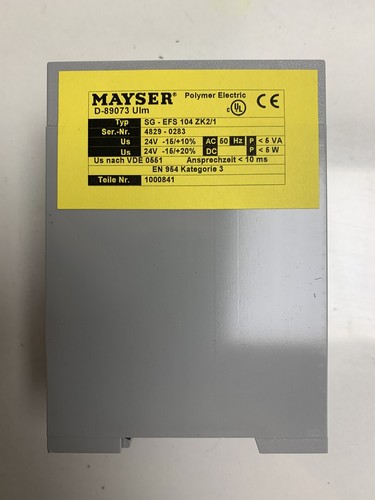 MAYSER® Polymer Electric
D-89073 Ulm
c UL US CE
Typ SG - EFS 104 ZK2/1
Ser.-Nr. 4829 - 0283
Us 24V -15/+10% AC 50 Hz P < 5 VA
Us 24V -15/+20% DC P < 5 W
Us nach VDE 0551 Ansprechzeit < 10 ms
EN 954 Kategorie 3
Teile Nr. 1000841